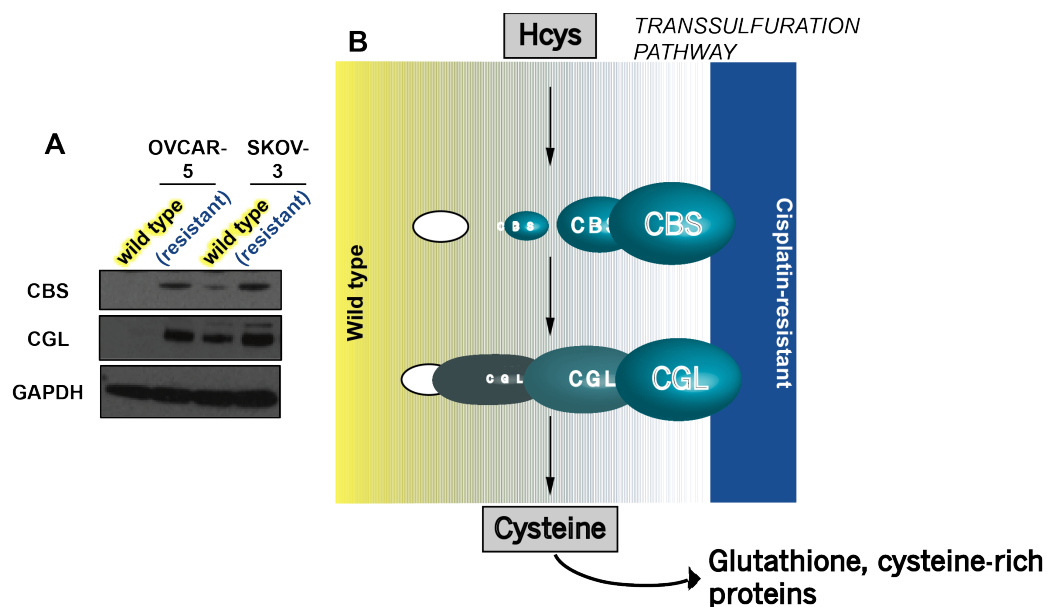 A
OVCAR-
5
SKOV-
3
wild type
(resistant)
wild type
(resistant)
CBS
CGL
GAPDH
B
Hcys
TRANSSULFURATION
PATHWAY
Wild type
CBS
CBS
CBS
CGL
CGL
CGL
Cisplatin-resistant
Cysteine
Glutathione, cysteine-rich
proteins